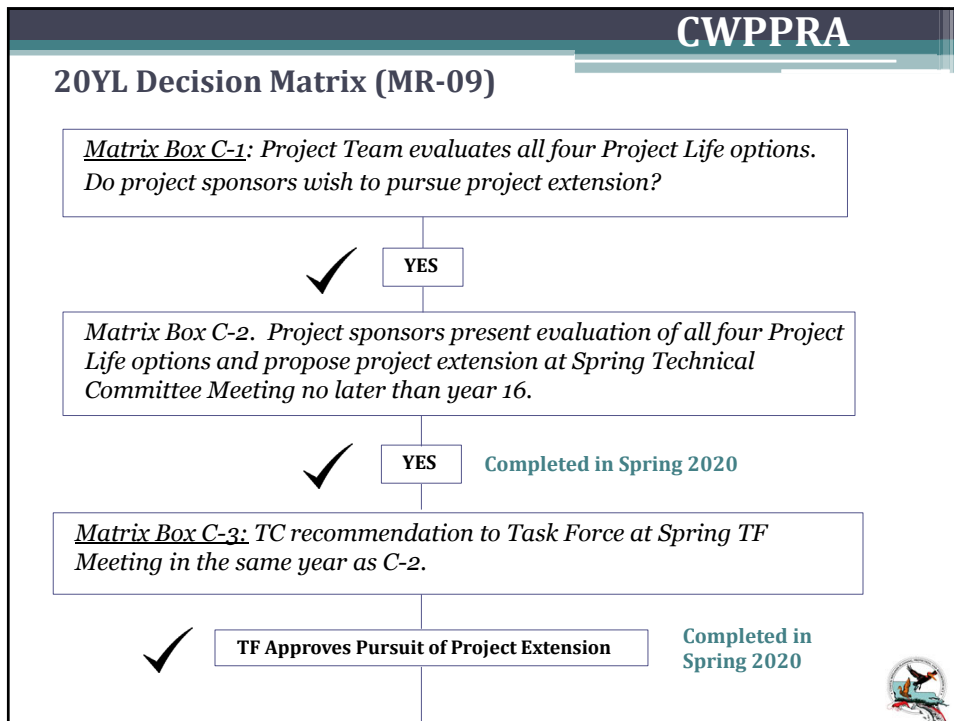 CWPPRA
20YL Decision Matrix (MR-09)
Matrix Box C-1: Project Team evaluates all four Project Life options.
Do project sponsors wish to pursue project extension?
YES
Matrix Box C-2. Project sponsors present evaluation of all four Project
Life options and propose project extension at Spring Technical
Committee Meeting no later than year 16.
YES
Completed in Spring 2020
Matrix Box C-3: TC recommendation to Task Force at Spring TF
Meeting in the same year as C-2.
TF Approves Pursuit of Project Extension
Completed in
Spring 2020